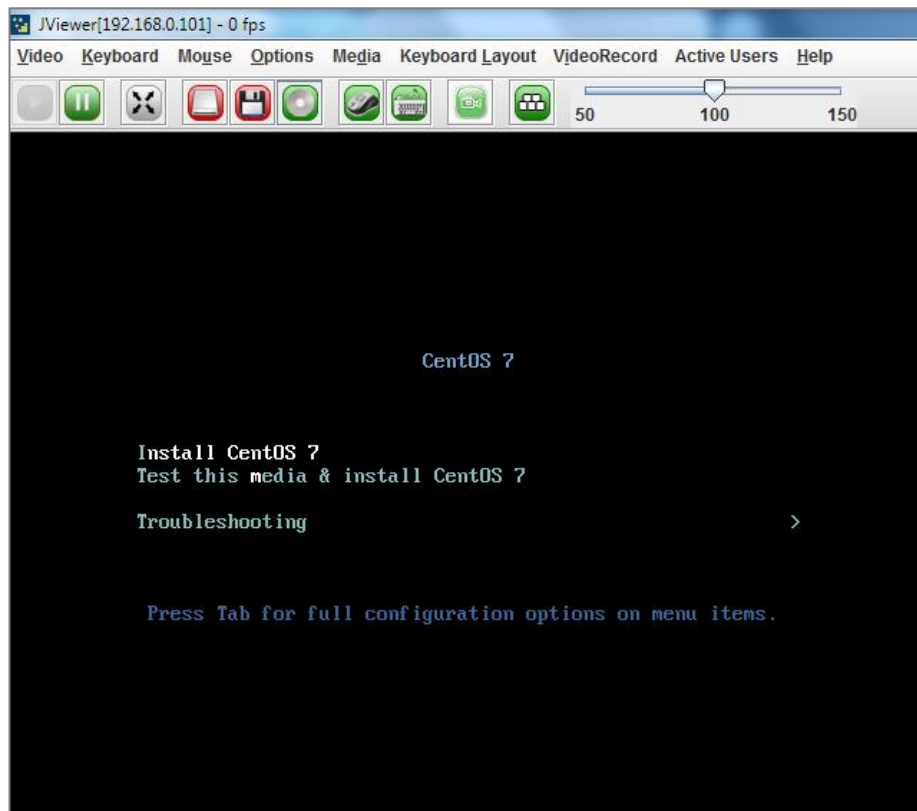 JViewer[192.168.0.101] - 0 fps
Video Keyboard Mouse Options Media Keyboard Layout VideoRecord Active Users Help
50 100 150
CentOS 7
Install CentOS 7
Test this media & install CentOS 7
Troubleshooting >
Press Tab for full configuration options on menu items.